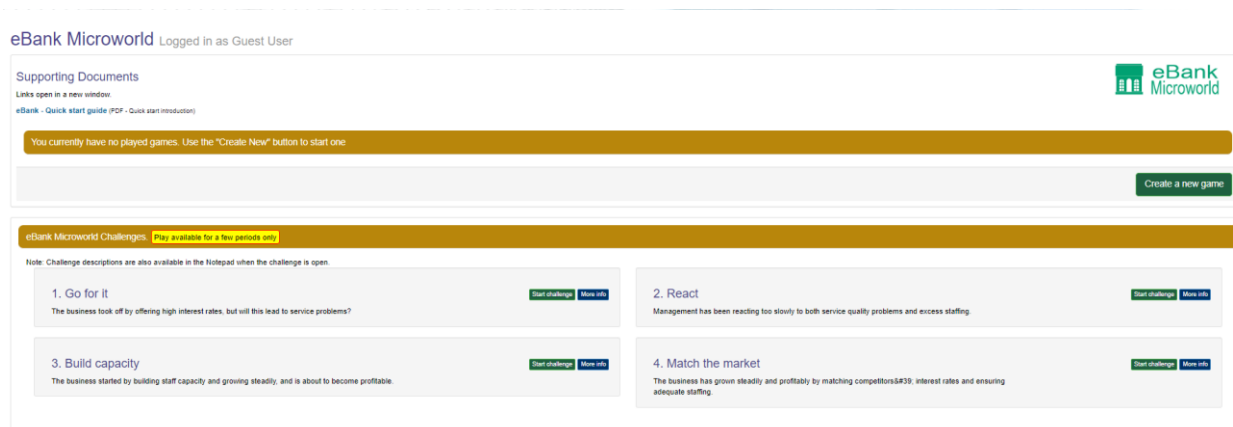 eBank Microworld Logged in as Guest User
Supporting Documents
Links open in a new window.
eBank - Quick start guide (PDF - Quick start introduction)
eBank
Microworld
You currently have no played games. Use the "Create New" button to start one
Create a new game
eBank Microworld Challenges. Play available for a few periods only
Note: Challenge descriptions are also available in the Notepad when the challenge is open.
1. Go for it Start challenge More info
The business took off by offering high interest rates, but will this lead to service problems?
2. React Start challenge More info
Management has been reacting too slowly to both service quality problems and excess staffing.
3. Build capacity Start challenge More info
The business started by building staff capacity and growing steadily, and is about to become profitable.
4. Match the market Start challenge More info
The business has grown steadily and profitably by matching competitors&#39; interest rates and ensuring
adequate staffing.